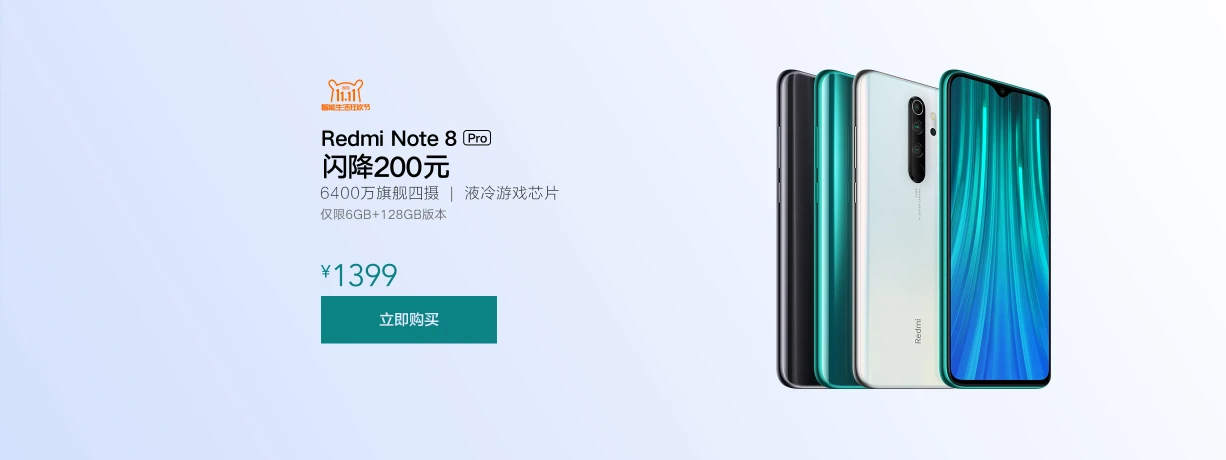 11.11
智能生活狂欢节
Redmi Note 8 Pro
闪降200元
6400万旗舰四摄 | 液冷游戏芯片
仅限6GB+128GB版本
¥1399
立即购买
Redmi